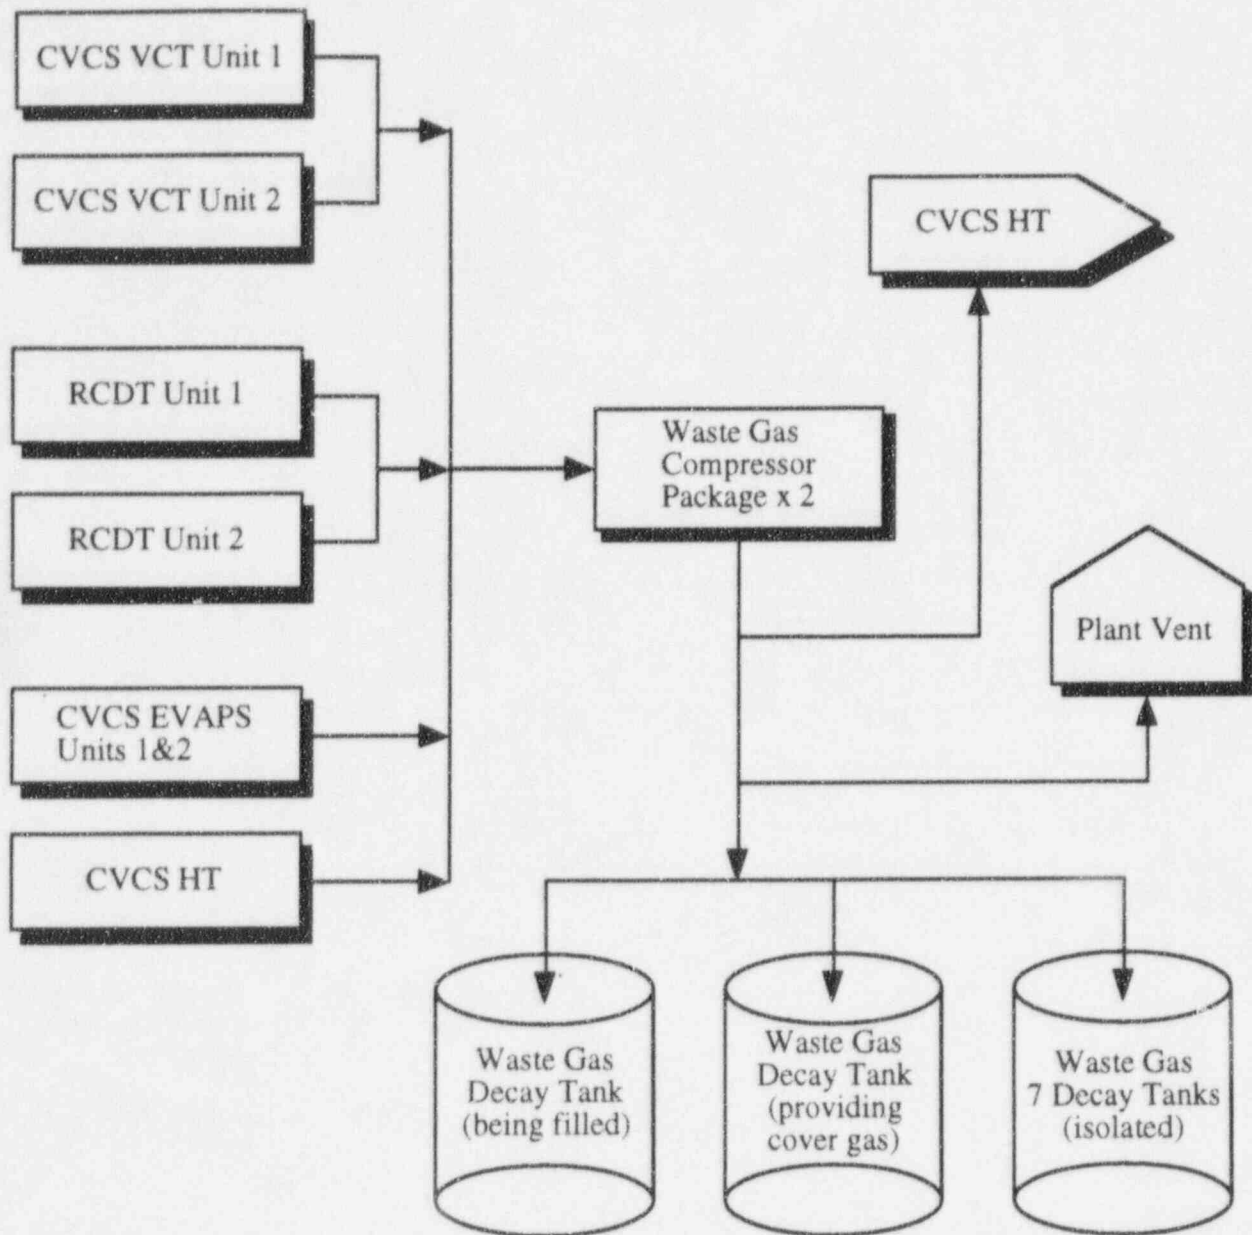 CVCS VCT Unit 1
CVCS VCT Unit 2
CVCS HT
RCDT Unit 1
Waste Gas
Compressor
Package x 2
RCDT Unit 2
Plant Vent
CVCS EVAPS
Units 1&2
CVCS HT
Waste Gas
Decay Tank
(being filled)
Waste Gas
Decay Tank
(providing
cover gas)
Waste Gas
7 Decay Tanks
(isolated)